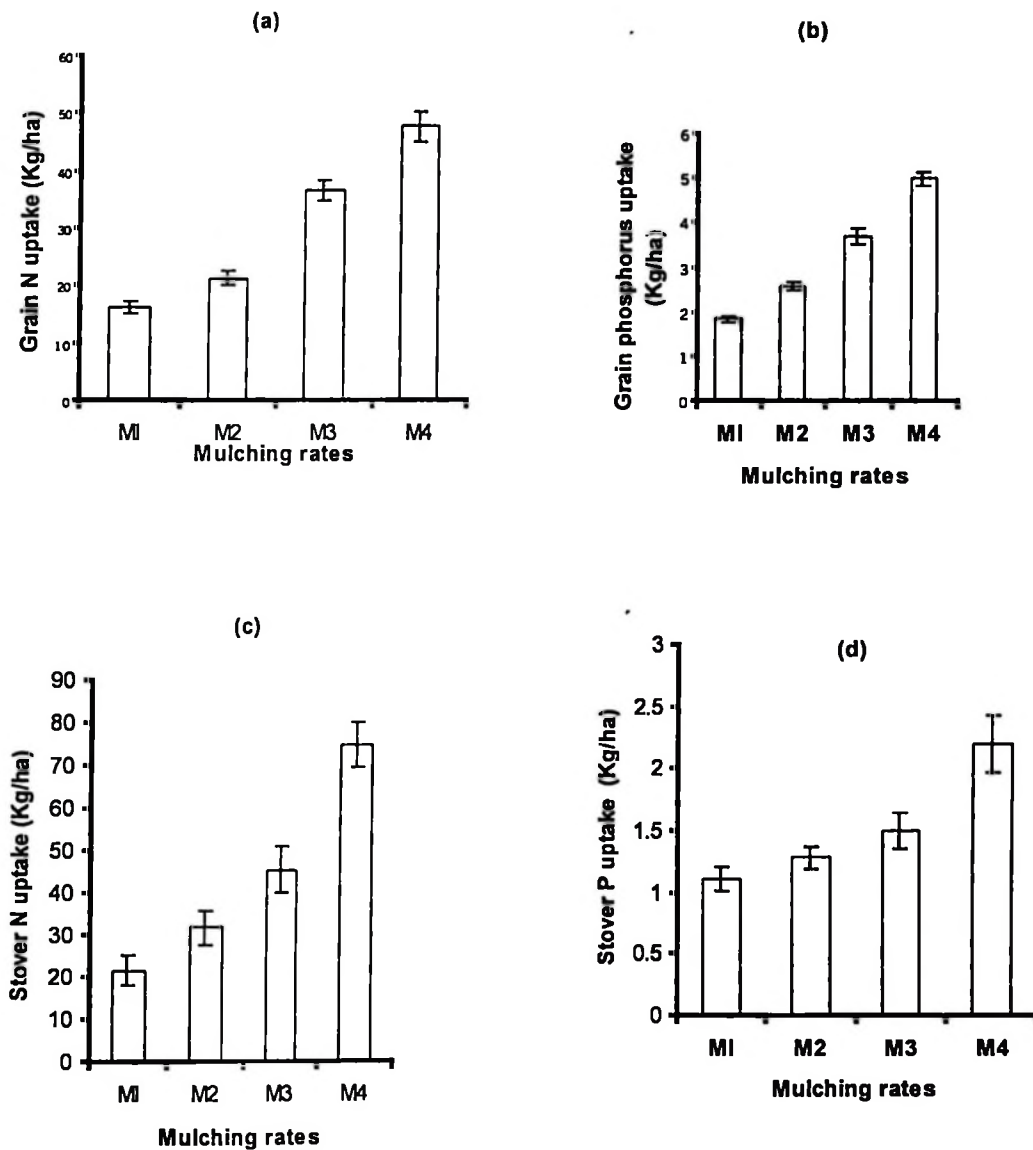 (a)
Grain N uptake (Kg/ha)
60
50
40
30
20
10
0
MI M2 M3 M4
Mulching rates
(b)
Grain phosphorus uptake
(Kg/ha)
6
5
4
3
2
1
0
MI M2 M3 M4
Mulching rates
(c)
Stover N uptake (Kg/ha)
90
80
70
60
50
40
30
20
10
0
MI M2 M3 M4
Mulching rates
(d)
Stover P uptake (Kg/ha)
3
2.5
2
1.5
1
0.5
0
MI M2 M3 M4
Mulching rates